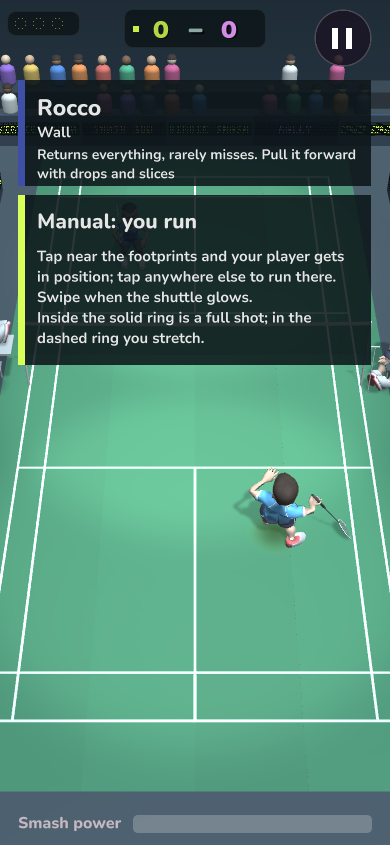 0 – 0
Rocco
Wall
Returns everything, rarely misses. Pull it forward
with drops and slices
Manual: you run
Tap near the footprints and your player gets
in position; tap anywhere else to run there.
Swipe when the shuttle glows.
Inside the solid ring is a full shot; in the
dashed ring you stretch.
Smash power